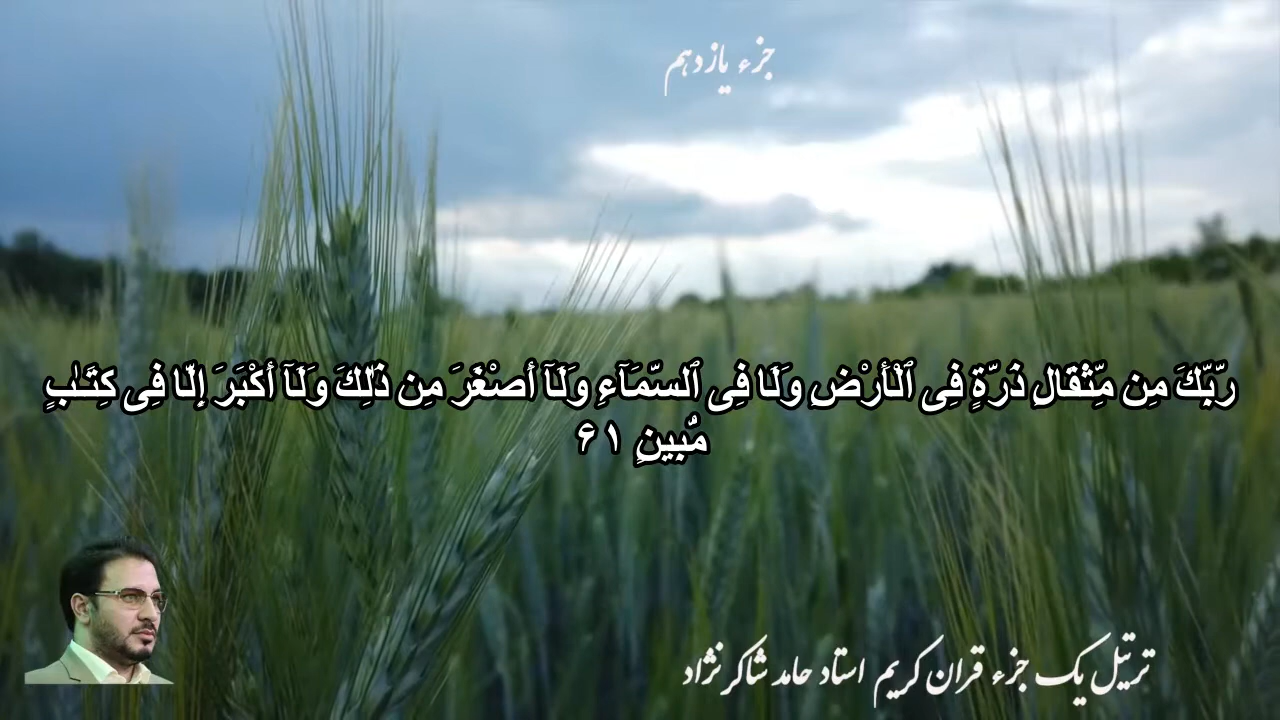 جزء یازدهم
رَّبِّكَ مِن مِّثْقَالِ ذَرَّةٍ فِی ٱلْأَرْضِ وَلَا فِی ٱلسَّمَآءِ وَلَآ أَصْغَرَ مِن ذَٰلِكَ وَلَآ أَكْبَرَ إِلَّا فِی كِتَٰبٍ
مُّبِينٍ ۶۱
ترتیل یک جزء قران کریم استاد حامد شاکرنژاد